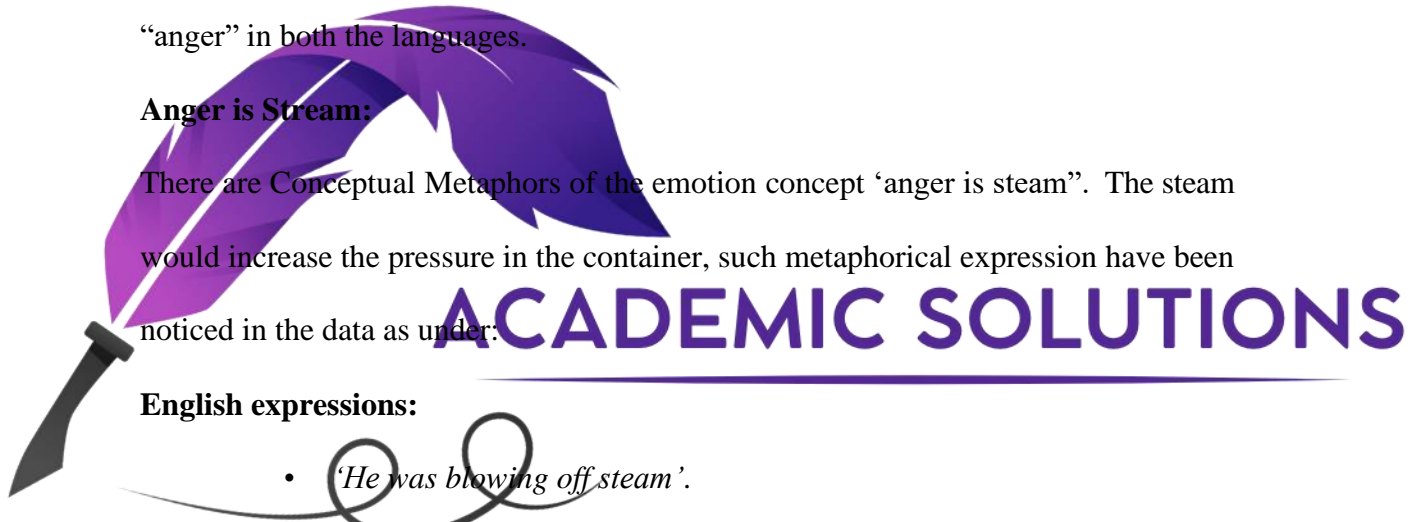 “anger” in both the languages.
Anger is Stream:
There are Conceptual Metaphors of the emotion concept ‘anger is steam”. The steam
would increase the pressure in the container, such metaphorical expression have been
noticed in the data as under:
ACADEMIC SOLUTIONS
English expressions:
• ‘He was blowing off steam’.